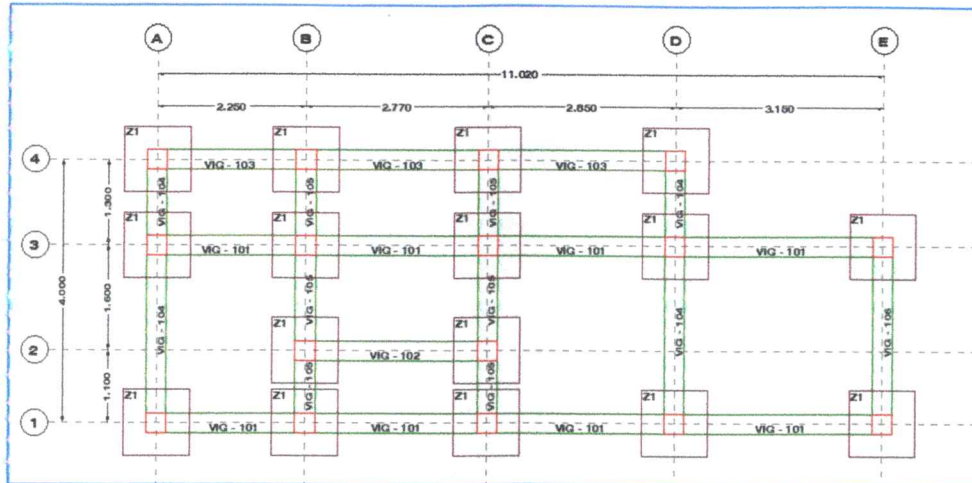 A B C D E
11.020
2.250 2.770 2.850 3.150
Z1 Z1 Z1 Z1
4 VIG - 103 VIG - 103 VIG - 103
1.300 VIG - 104 VIG - 105 VIG - 105 VIG - 104
Z1 Z1 Z1 Z1 Z1
3 VIG - 101 VIG - 101 VIG - 101 VIG - 101
4.000 1.600 VIG - 104 VIG - 105 VIG - 105 VIG - 104 VIG - 106
Z1 Z1
2 VIG - 102
1.100 VIG - 105 VIG - 105
Z1 Z1 Z1 Z1 Z1
1 VIG - 101 VIG - 101 VIG - 101 VIG - 101